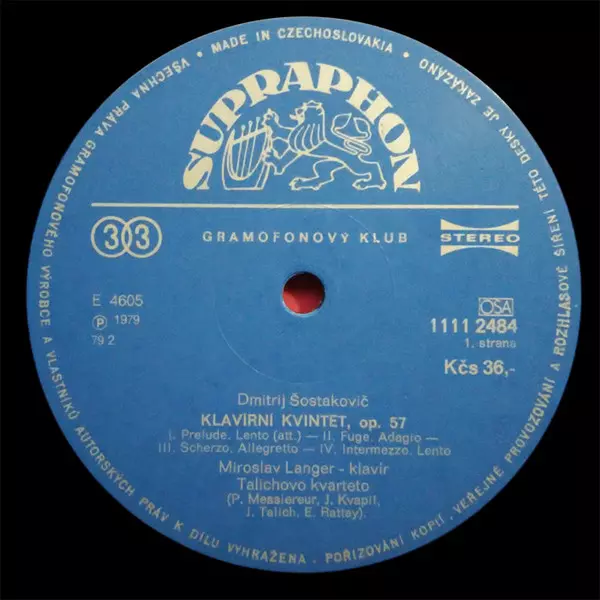 VŠECHNA PRÁVA GRAMOFONOVÉHO VÝROBCE A VLASTNÍKŮ AUTORSKÝCH PRÁV K DÍLU VYHRAŽENA . POŘIZOVÁNÍ KOPIÍ . VEŘEJNÉ PROVOZOVÁNÍ A ROZHLASOVÉ ŠÍŘENÍ TÉTO DESKY JE ZAKÁZÁNO
• MADE IN CZECHOSLOVAKIA •
SUPRAPHON
33
GRAMOFONOVÝ KLUB
STEREO
E 4605
℗ 1979
79 2
OSA
1111 2484
1. strana
Kčs 36,-
Dmitrij Šostakovič
KLAVÍRNÍ KVINTET, op. 57
I. Prelude. Lento (att.) — II. Fuge. Adagio —
III. Scherzo. Allegretto — IV. Intermezzo. Lento
Miroslav Langer - klavír
Talichovo kvarteto
(P. Messiereur, J. Kvapil,
J. Talich, E. Rattay).